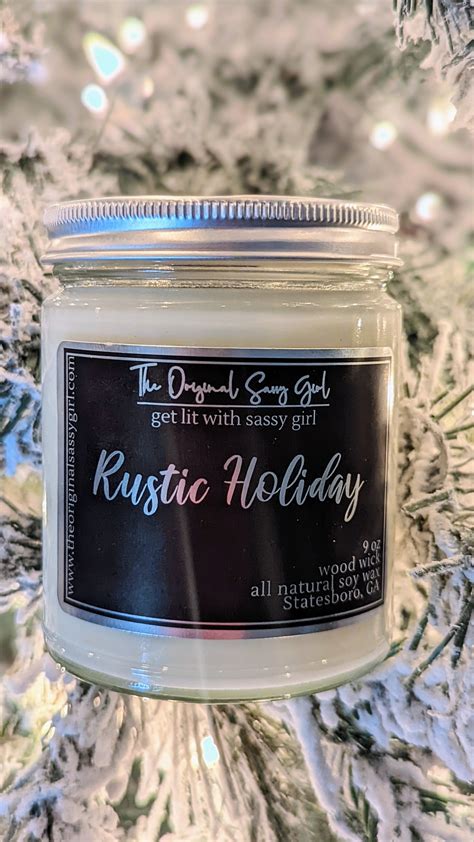 The Original Sassy Girl
get lit with sassy girl
Rustic Holiday
9 oz
wood wick
all natural soy wax
Statesboro, GA
www.theoriginalsassygirl.com